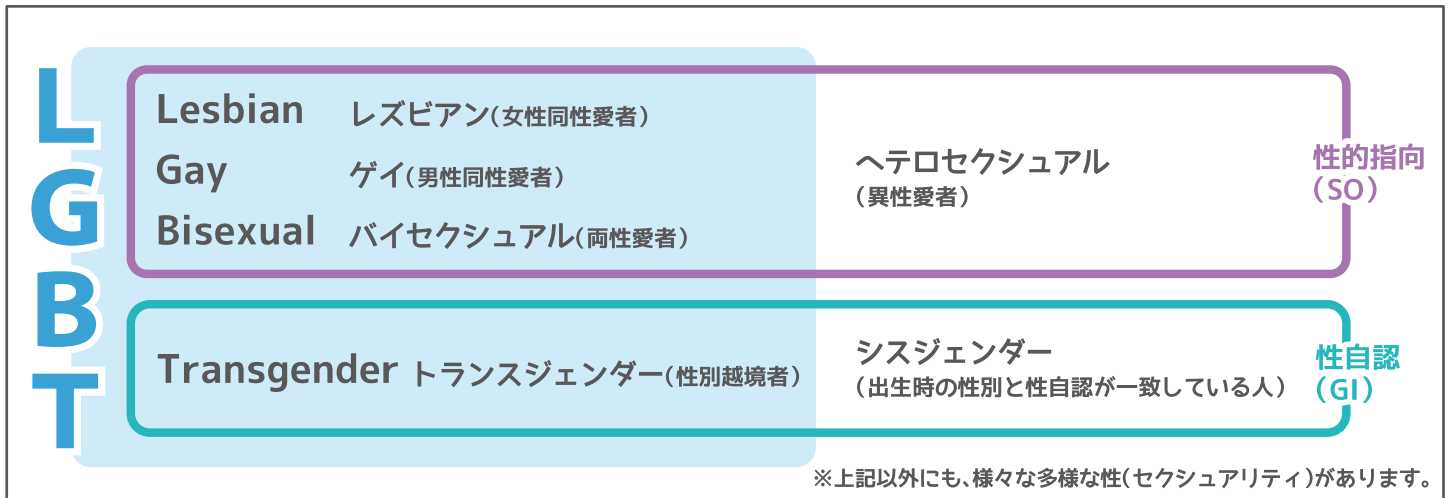 L
G
B
T
Lesbian レズビアン(女性同性愛者)
Gay ゲイ(男性同性愛者)
Bisexual バイセクシュアル(両性愛者)
ヘテロセクシュアル
(異性愛者)
性的指向
(SO)
Transgender トランスジェンダー(性別越境者)
シスジェンダー
(出生時の性別と性自認が一致している人)
性自認
(GI)
※上記以外にも、様々な多様な性(セクシュアリティ)があります。